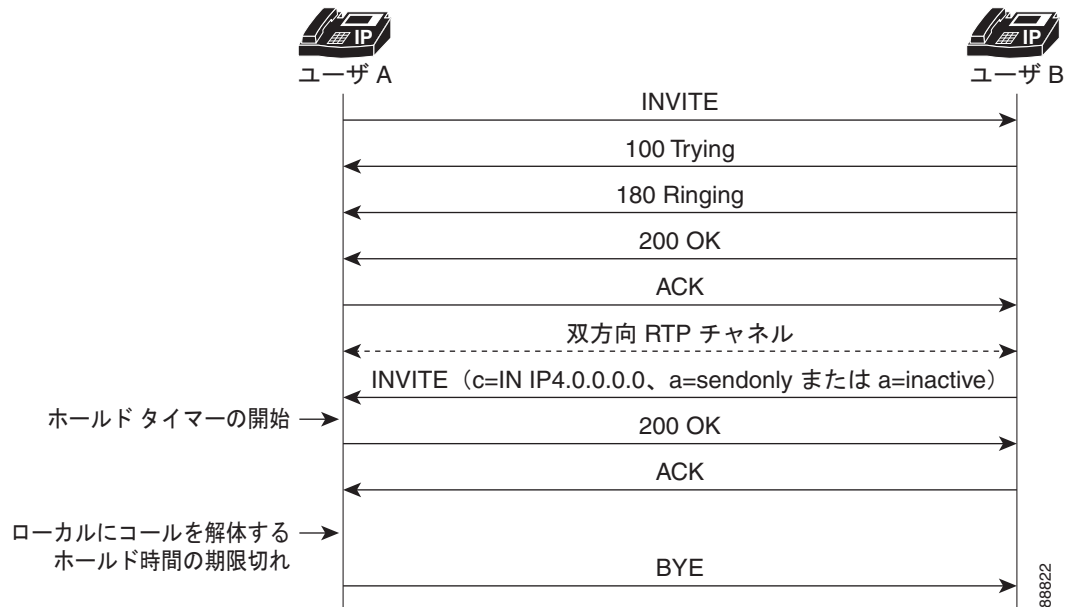 IP
IP
ユーザ A
ユーザ B
INVITE
100 Trying
180 Ringing
200 OK
ACK
双方向 RTP チャネル
INVITE（c=IN IP4.0.0.0.0、a=sendonly または a=inactive）
ホールド タイマーの開始
200 OK
ACK
ローカルにコールを解体する
ホールド時間の期限切れ
BYE
88822